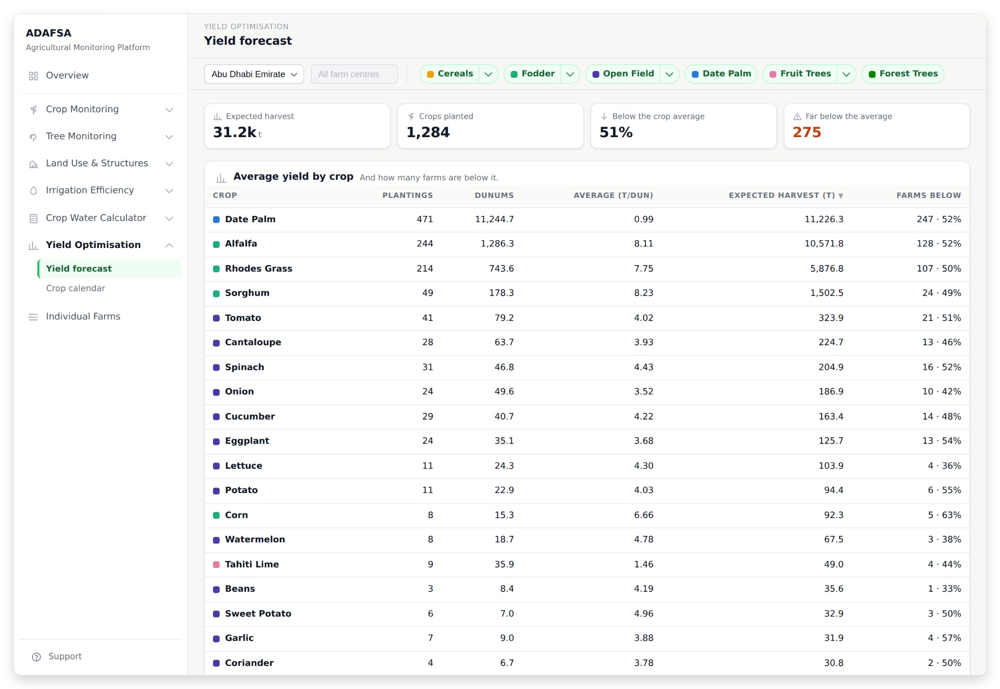 ADAFSA
Agricultural Monitoring Platform
Overview
Crop Monitoring
Tree Monitoring
Land Use & Structures
Irrigation Efficiency
Crop Water Calculator
Yield Optimisation
Yield forecast
Crop calendar
Individual Farms
Support
YIELD OPTIMISATION
Yield forecast
Abu Dhabi Emirate All farm centres Cereals Fodder Open Field Date Palm Fruit Trees Forest Trees
Expected harvest
31.2k t
Crops planted
1,284
Below the crop average
51%
Far below the average
275
Average yield by crop And how many farms are below it.
CROP PLANTINGS DUNUMS AVERAGE (T/DUN) EXPECTED HARVEST (T) ▼ FARMS BELOW
Date Palm 471 11,244.7 0.99 11,226.3 247 · 52%
Alfalfa 244 1,286.3 8.11 10,571.8 128 · 52%
Rhodes Grass 214 743.6 7.75 5,876.8 107 · 50%
Sorghum 49 178.3 8.23 1,502.5 24 · 49%
Tomato 41 79.2 4.02 323.9 21 · 51%
Cantaloupe 28 63.7 3.93 224.7 13 · 46%
Spinach 31 46.8 4.43 204.9 16 · 52%
Onion 24 49.6 3.52 186.9 10 · 42%
Cucumber 29 40.7 4.22 163.4 14 · 48%
Eggplant 24 35.1 3.68 125.7 13 · 54%
Lettuce 11 24.3 4.30 103.9 4 · 36%
Potato 11 22.9 4.03 94.4 6 · 55%
Corn 8 15.3 6.66 92.3 5 · 63%
Watermelon 8 18.7 4.78 67.5 3 · 38%
Tahiti Lime 9 35.9 1.46 49.0 4 · 44%
Beans 3 8.4 4.19 35.6 1 · 33%
Sweet Potato 6 7.0 4.96 32.9 3 · 50%
Garlic 7 9.0 3.88 31.9 4 · 57%
Coriander 4 6.7 3.78 30.8 2 · 50%